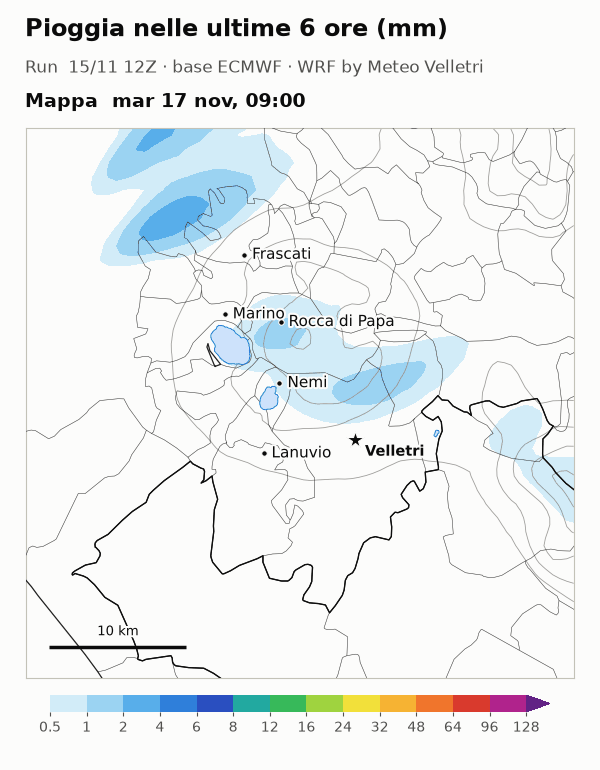 Pioggia nelle ultime 6 ore (mm)
Run  15/11 12Z · base ECMWF · WRF by Meteo Velletri
Mappa  mar 17 nov, 09:00
Frascati
Marino
Rocca di Papa
Nemi
Velletri
Lanuvio
10 km
0.5 1 2 4 6 8 12 16 24 32 48 64 96 128